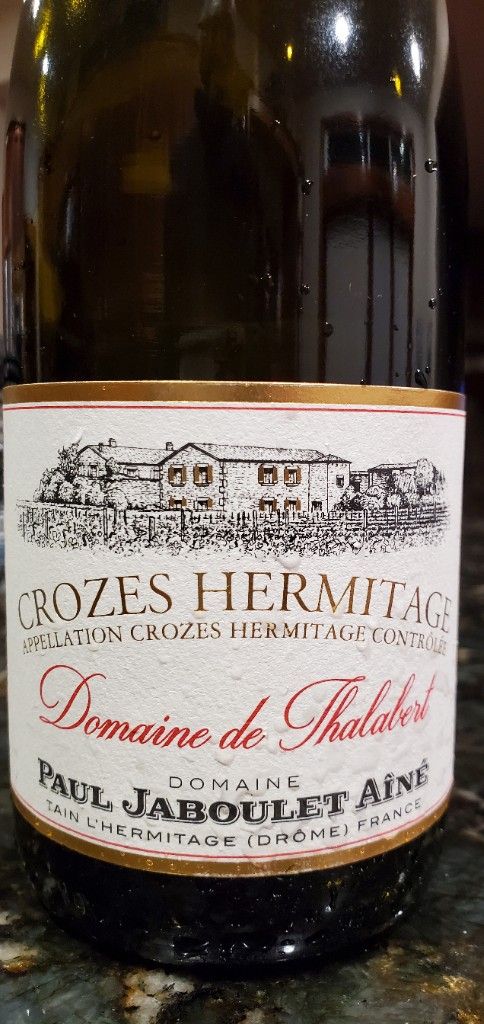 CROZES HERMITAGE
APPELLATION CROZES HERMITAGE CONTRÔLÉE
Domaine de Thalabert
DOMAINE
PAUL JABOULET AÎNÉ
TAIN L'HERMITAGE (DRÔME) FRANCE